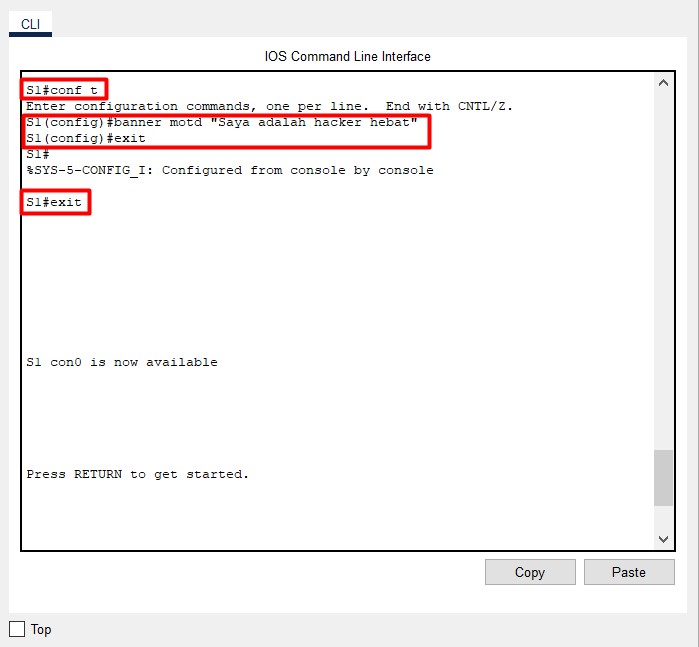 CLI
IOS Command Line Interface
S1#conf t
Enter configuration commands, one per line.  End with CNTL/Z.
S1(config)#banner motd "Saya adalah hacker hebat"
S1(config)#exit
S1#
%SYS-5-CONFIG_I: Configured from console by console
S1#exit
S1 con0 is now available
Press RETURN to get started.
Copy
Paste
Top